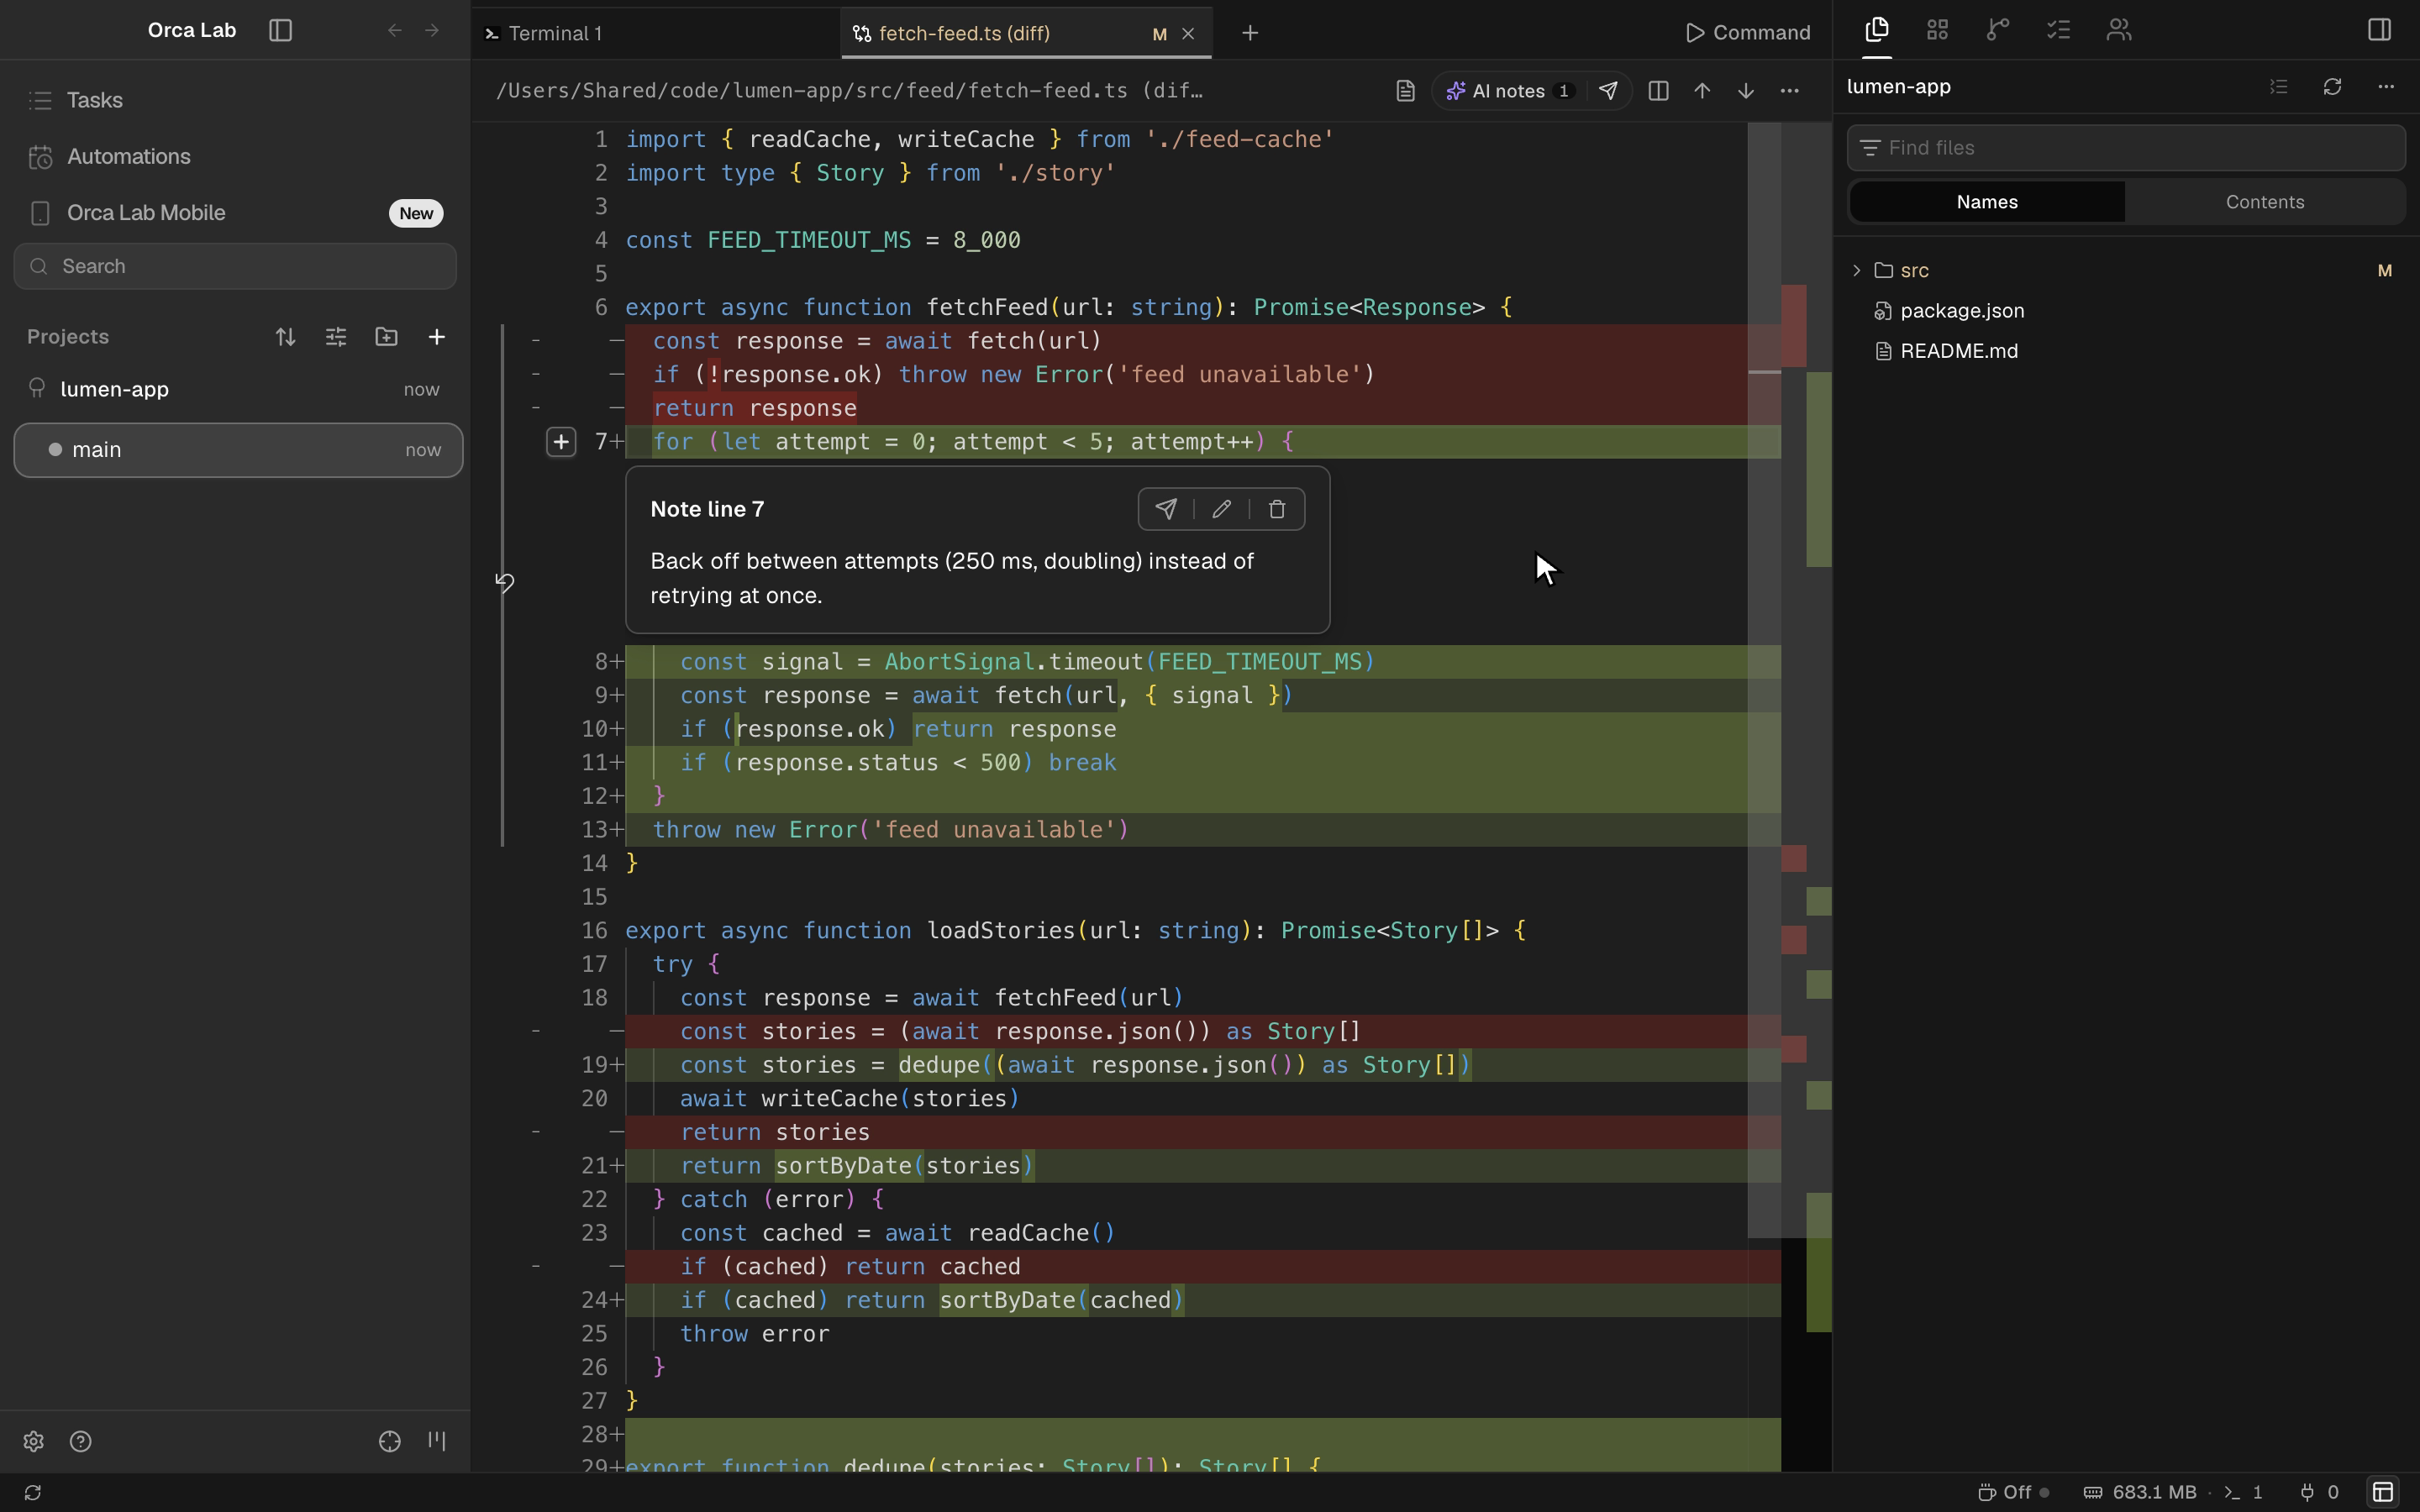 Orca Lab
Tasks
Automations
Orca Lab Mobile New
Search
Projects
lumen-app now
main now
Terminal 1
fetch-feed.ts (diff) M
Command
/Users/Shared/code/lumen-app/src/feed/fetch-feed.ts (dif…
AI notes 1
1 import { readCache, writeCache } from './feed-cache'
2 import type { Story } from './story'
3
4 const FEED_TIMEOUT_MS = 8_000
5
6 export async function fetchFeed(url: string): Promise<Response> {
- — const response = await fetch(url)
- — if (!response.ok) throw new Error('feed unavailable')
- — return response
7+ for (let attempt = 0; attempt < 5; attempt++) {
Note line 7
Back off between attempts (250 ms, doubling) instead of
retrying at once.
8+ const signal = AbortSignal.timeout(FEED_TIMEOUT_MS)
9+ const response = await fetch(url, { signal })
10+ if (response.ok) return response
11+ if (response.status < 500) break
12+ }
13+ throw new Error('feed unavailable')
14 }
15
16 export async function loadStories(url: string): Promise<Story[]> {
17 try {
18 const response = await fetchFeed(url)
- — const stories = (await response.json()) as Story[]
19+ const stories = dedupe((await response.json()) as Story[])
20 await writeCache(stories)
- — return stories
21+ return sortByDate(stories)
22 } catch (error) {
23 const cached = await readCache()
- — if (cached) return cached
24+ if (cached) return sortByDate(cached)
25 throw error
26 }
27 }
28+
29+ export function dedupe(stories: Story[]): Story[] {
lumen-app
Find files
Names Contents
src M
package.json
README.md
Off 683.1 MB · 1 0